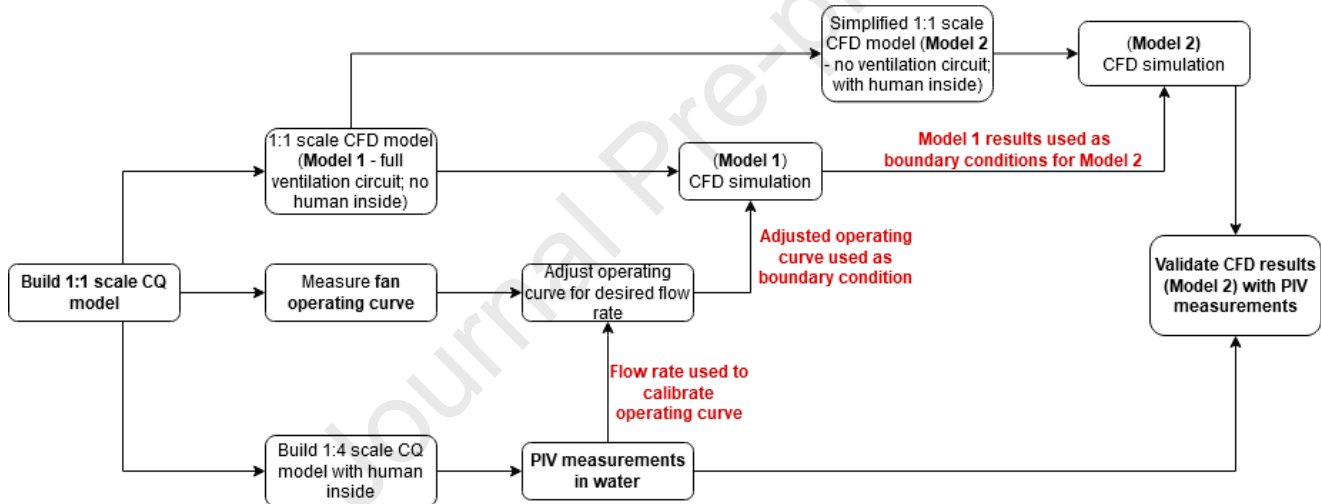 Simplified 1:1 scale
CFD model (Model 2
- no ventilation circuit;
with human inside)
(Model 2)
CFD simulation
1:1 scale CFD model
(Model 1 - full
ventilation circuit; no
human inside)
(Model 1)
CFD simulation
Model 1 results used as
boundary conditions for Model 2
Adjusted operating
curve used as
boundary condition
Build 1:1 scale CQ
model
Measure fan
operating curve
Adjust operating
curve for desired flow
rate
Validate CFD results
(Model 2) with PIV
measurements
Flow rate used to
calibrate
operating curve
Build 1:4 scale CQ
model with human
inside
PIV measurements
in water
Journal Pre-p